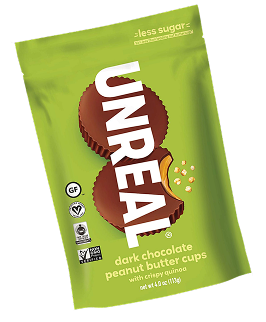 less sugar
UNREAL®
GF
dark chocolate
peanut butter cups
with crispy quinoa
net wt 4.0 oz (113g)